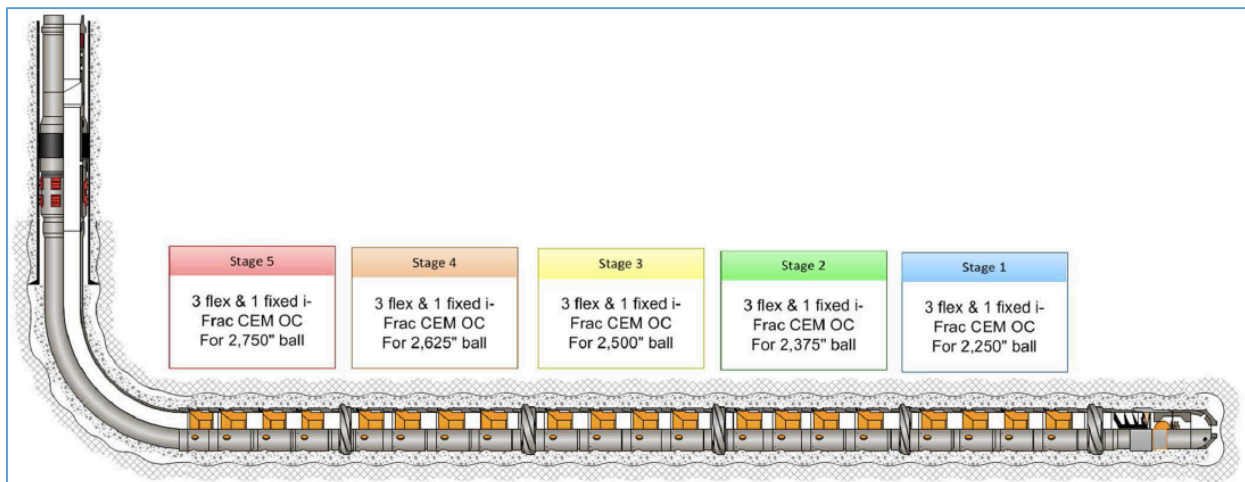 Stage 5
3 flex & 1 fixed i-
Frac CEM OC
For 2,750" ball
Stage 4
3 flex & 1 fixed i-
Frac CEM OC
For 2,625" ball
Stage 3
3 flex & 1 fixed i-
Frac CEM OC
For 2,500" ball
Stage 2
3 flex & 1 fixed i-
Frac CEM OC
For 2,375" ball
Stage 1
3 flex & 1 fixed i-
Frac CEM OC
For 2,250" ball